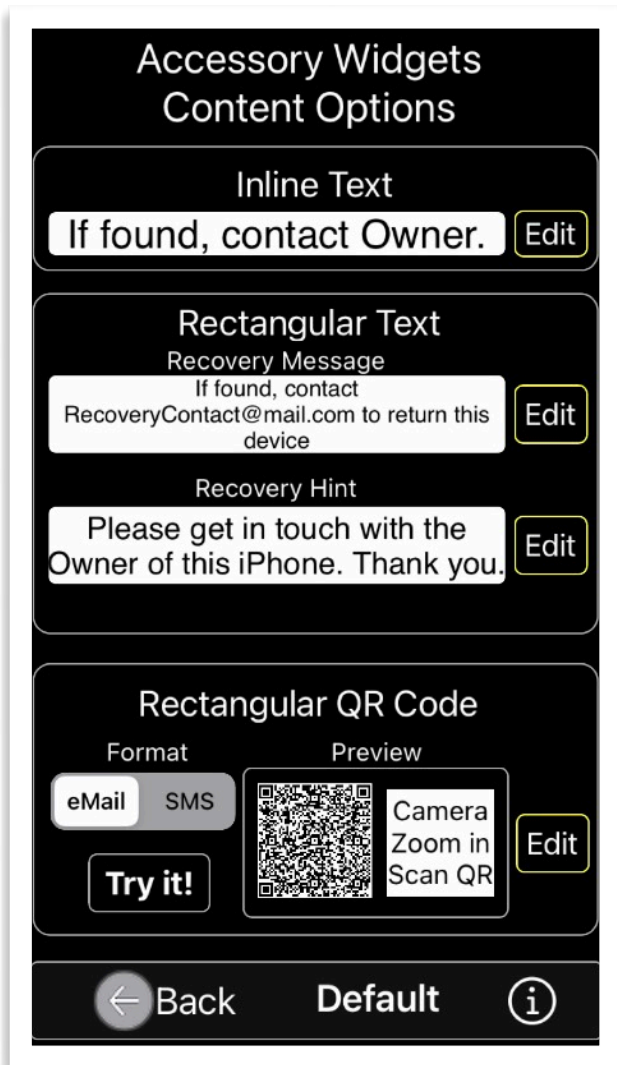 Accessory Widgets
Content Options
Inline Text
If found, contact Owner.
Edit
Rectangular Text
Recovery Message
If found, contact
RecoveryContact@mail.com to return this
device
Edit
Recovery Hint
Please get in touch with the
Owner of this iPhone. Thank you.
Edit
Rectangular QR Code
Format
Preview
eMail
SMS
Try it!
Camera
Zoom in
Scan QR
Edit
Back
Default
i